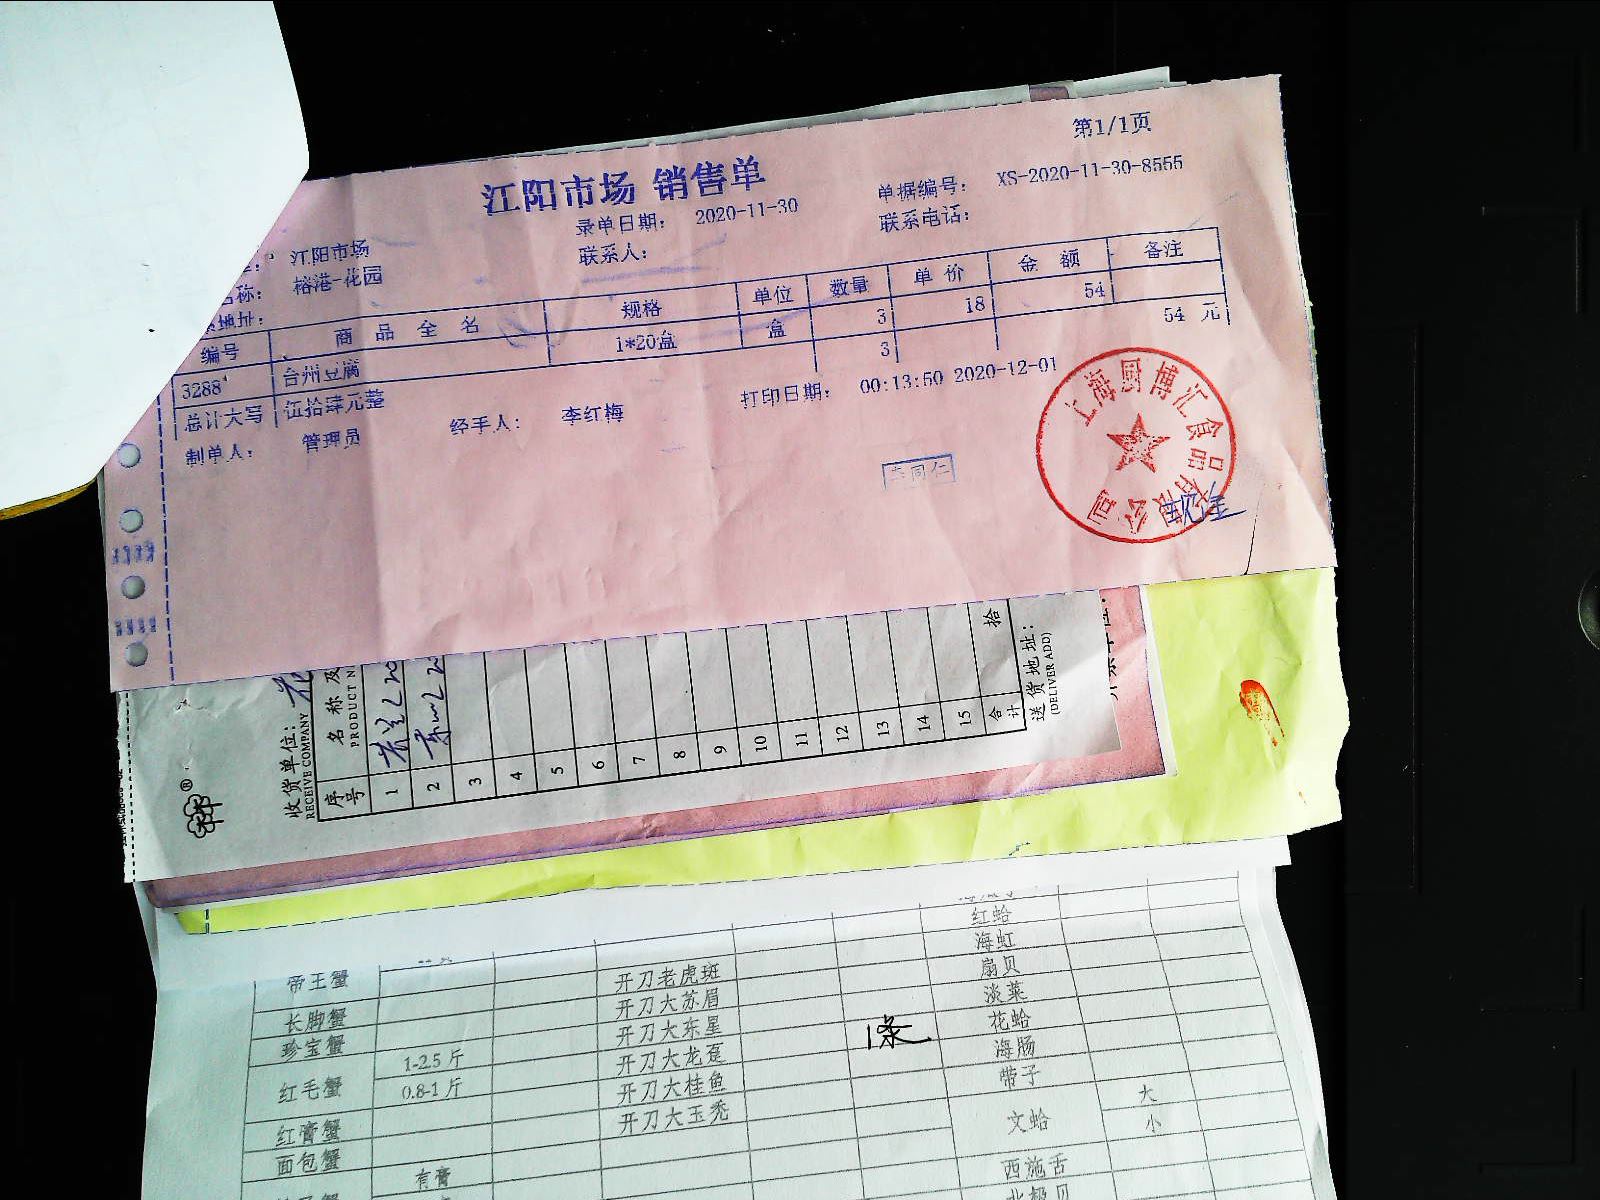 第1/1页
江阳市场 销售单
录单日期： 2020-11-30 单据编号： XS-2020-11-30-8555
江阳市场 联系人： 联系电话：
名称： 榕港-花园
地址：
编号 商品全名 规格 单位 数量 单价 金额 备注
3288 台州豆腐 1*20盒 盒 3 18 54
总计大写 伍拾肆元整 3 54 元
制单人： 管理员 经手人： 李红梅 打印日期： 00:13:50 2020-12-01
上海厨博汇食品有限公司
收货单位：
RECEIVE COMPANY
序号 名称及
PRODUCT N
1
2
3
4
5
6
7
8
9
10
11
12
13
14
15
合计 拾
送货地址：
(DELIVER ADD)
红蛤
帝王蟹 开刀老虎斑 海虹
长脚蟹 开刀大苏眉 扇贝
珍宝蟹 开刀大东星 1条 淡菜
红毛蟹 1-2.5斤 开刀大龙趸 花蛤
0.8-1斤 开刀大桂鱼 海肠
红膏蟹 开刀大玉秃 带子
面包蟹 文蛤 大
小
有膏 西施舌
北极贝